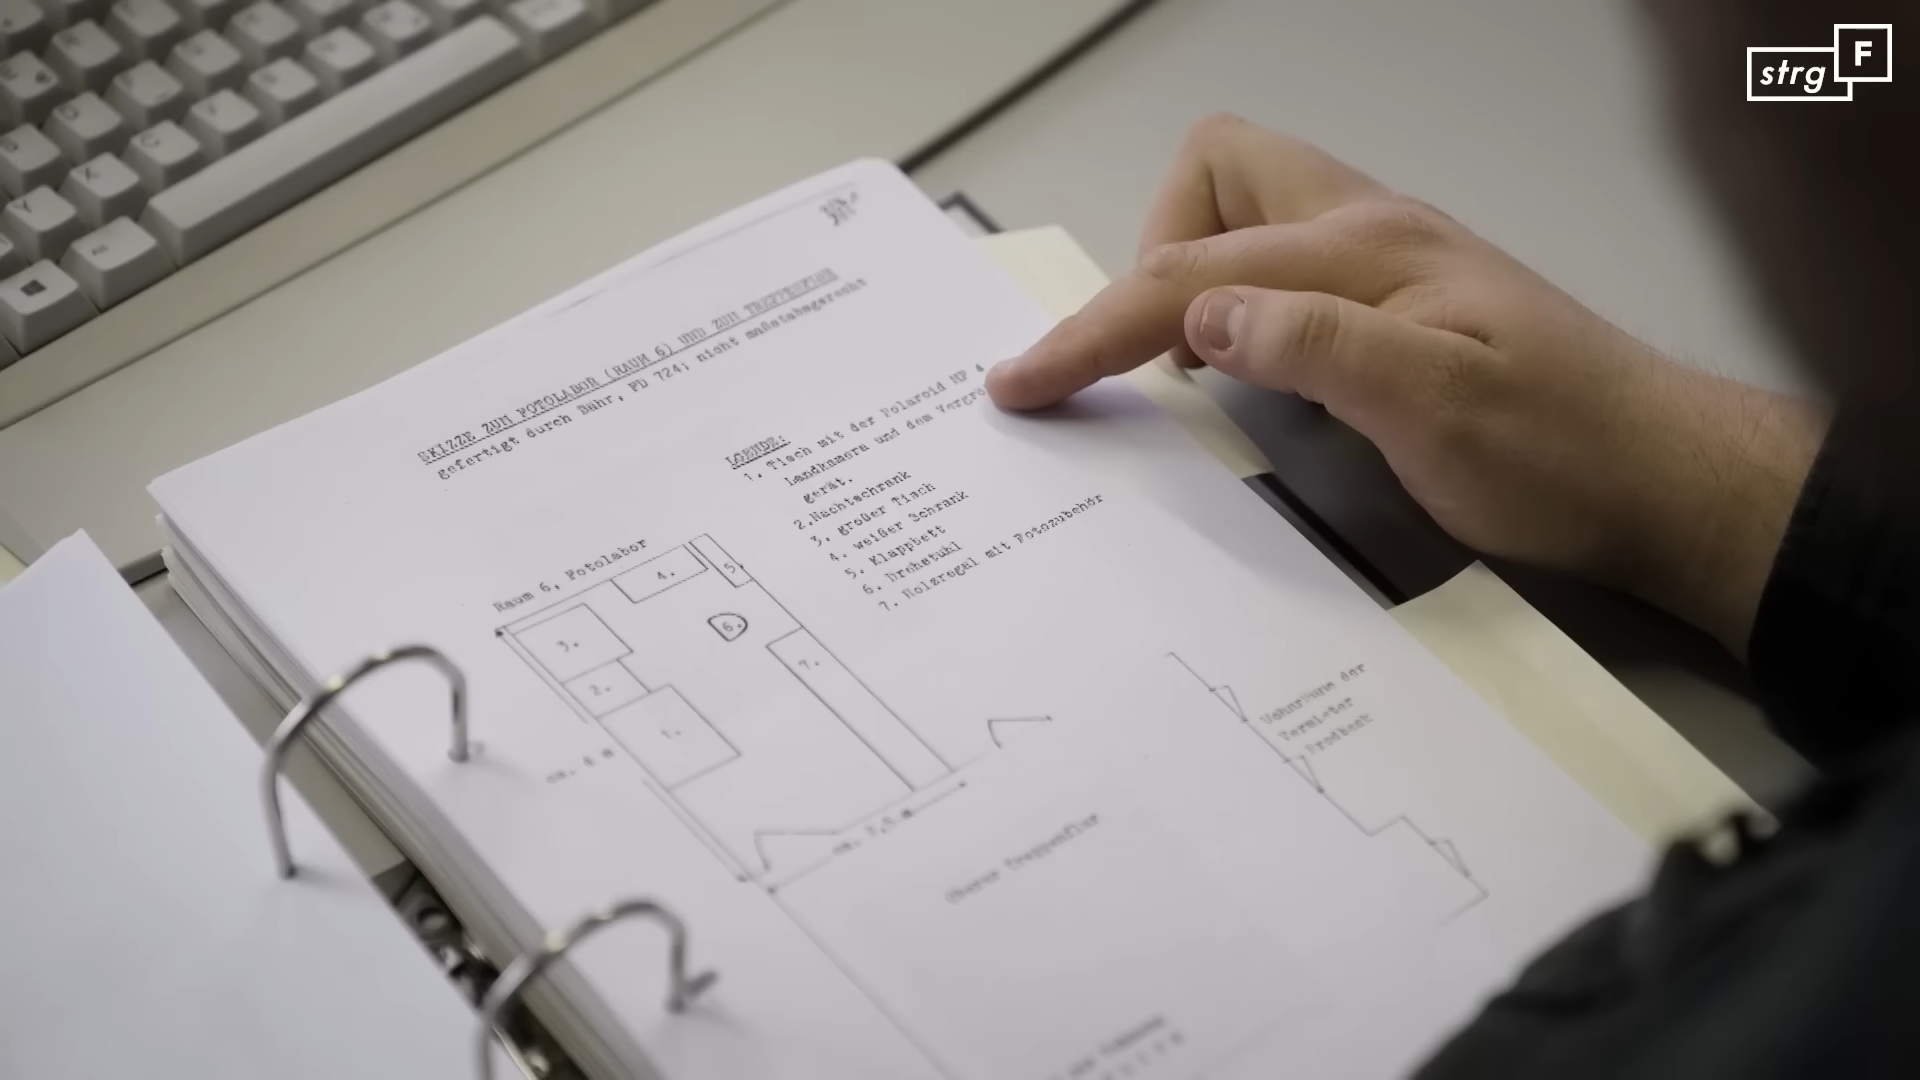 strg F
SKIZZE ZUM FOTOLABOR (RAUM 6) UND ZUM TREPPENFLUR
gefertigt durch Bähr, PD 724; nicht maßstabsgerecht
LGENDE:
1. Tisch mit der Polaroid MP 4
Landkamera und dem Vergrö
gerät.
2.Nachtschrank
3. großer Tisch
4. weißer Schrank
5. Klappbett
6. Drehstuhl
7. Holzregal mit Fotozubehör
Raum 6, Fotolabor
4.
5.
3.
6.
2.
7.
1.
ca. 4 m
Wohnräume der
Vermieter
Brodbeck
oberer Treppenflur
Y
X
C
V